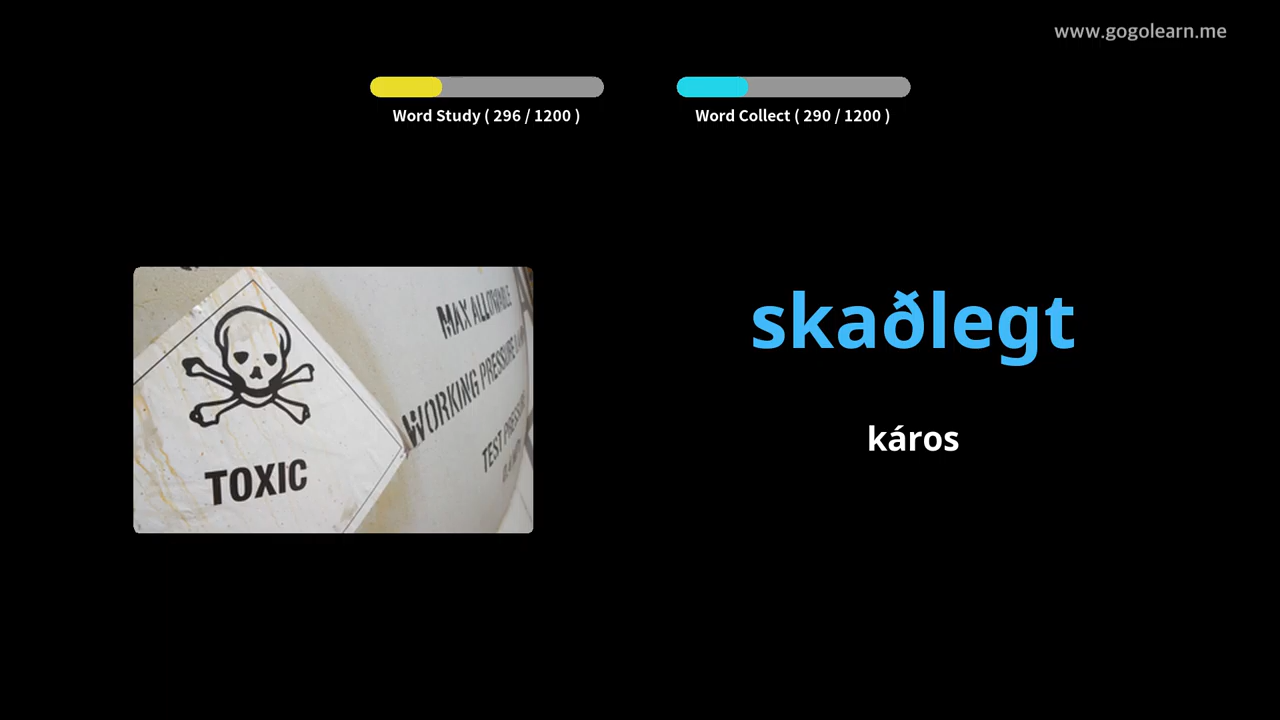 www.gogolearn.me
Word Study ( 296 / 1200 )
Word Collect ( 290 / 1200 )
MAX ALLOWABLE
WORKING PRESSURE
TEST PRESSURE
TOXIC
skaðlegt
káros